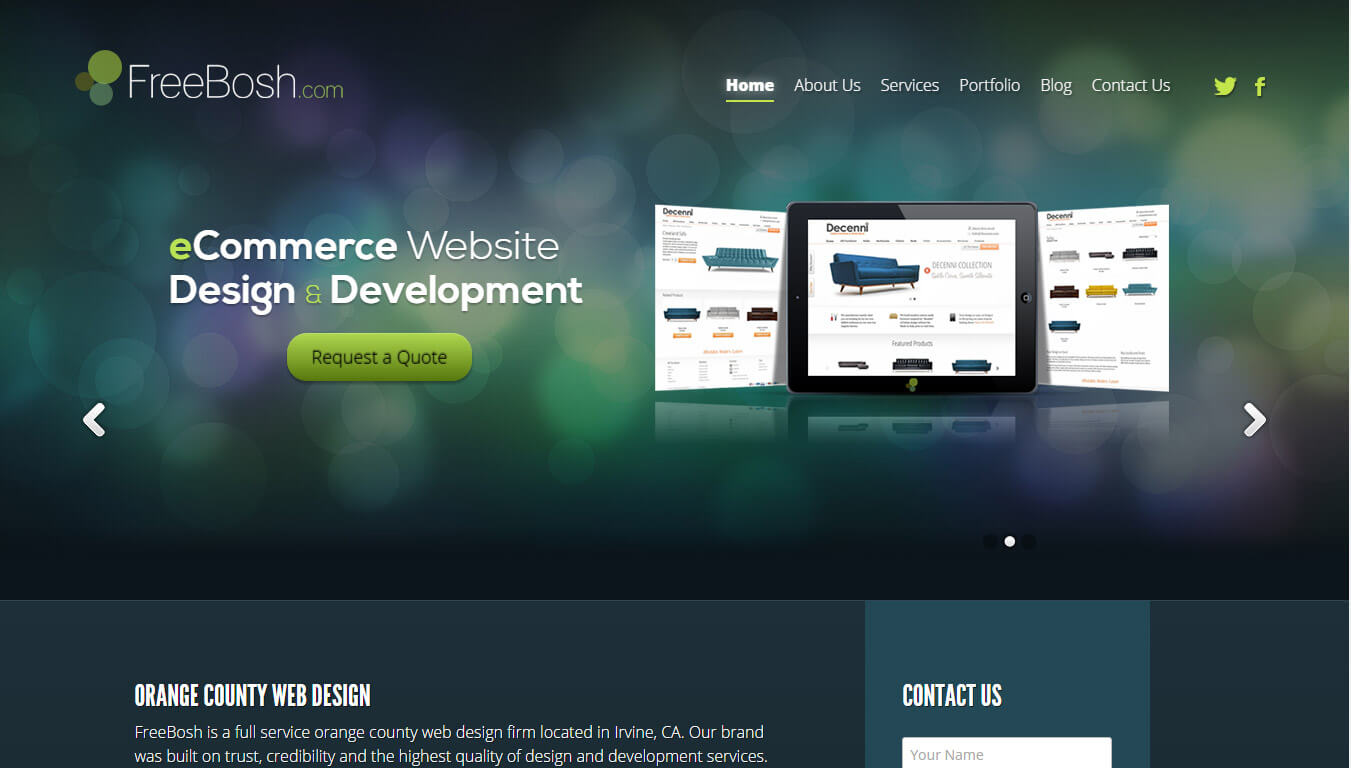 FreeBosh.com
Home About Us Services Portfolio Blog Contact Us
eCommerce Website
Design & Development
Request a Quote
Decenni
Decenni
Decenni
DECENNI COLLECTION
Featured Products
ORANGE COUNTY WEB DESIGN
FreeBosh is a full service orange county web design firm located in Irvine, CA. Our brand
was built on trust, credibility and the highest quality of design and development services.
CONTACT US
Your Name